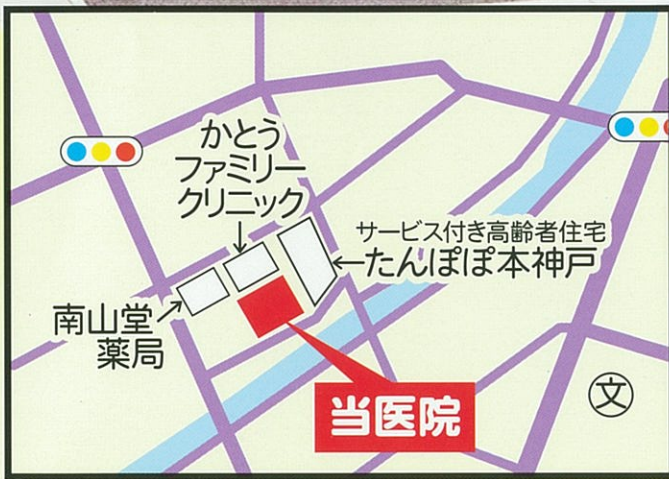 かとう
ファミリー
クリニック
サービス付き高齢者住宅
←たんぽぽ本神戸
南山堂
薬局
当医院
文